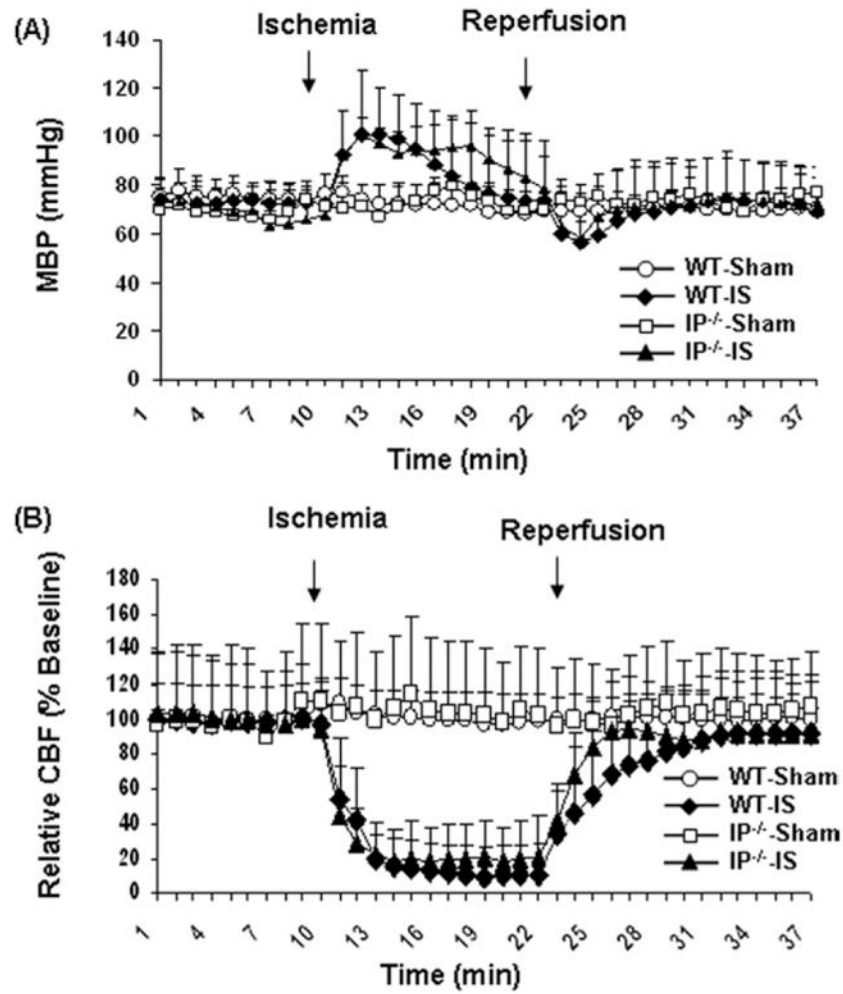 (A)
Ischemia
Reperfusion
140
120
100
80
60
40
20
0
MBP (mmHg)
WT-Sham
WT-IS
IP-/--Sham
IP-/--IS
1
4
7
10
13
16
19
22
25
28
31
34
37
Time (min)
(B)
Ischemia
Reperfusion
180
160
140
120
100
80
60
40
20
0
Relative CBF (% Baseline)
WT-Sham
WT-IS
IP-/--Sham
IP-/--IS
1
4
7
10
13
16
19
22
25
28
31
34
37
Time (min)